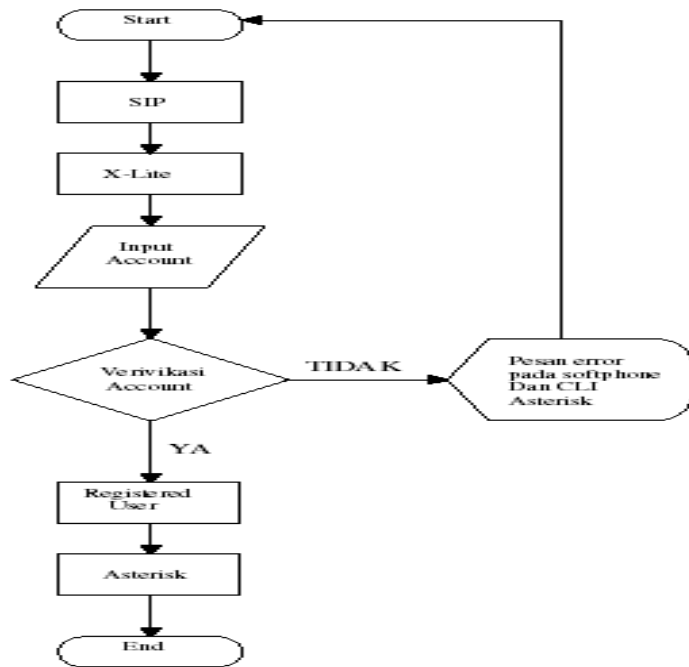 Start
SIP
X-Lite
Input
Account
Verivikasi
Account
TIDAK
Pesan error
pada softphone
Dan CLI
Asterisk
YA
Registered
User
Asterisk
End